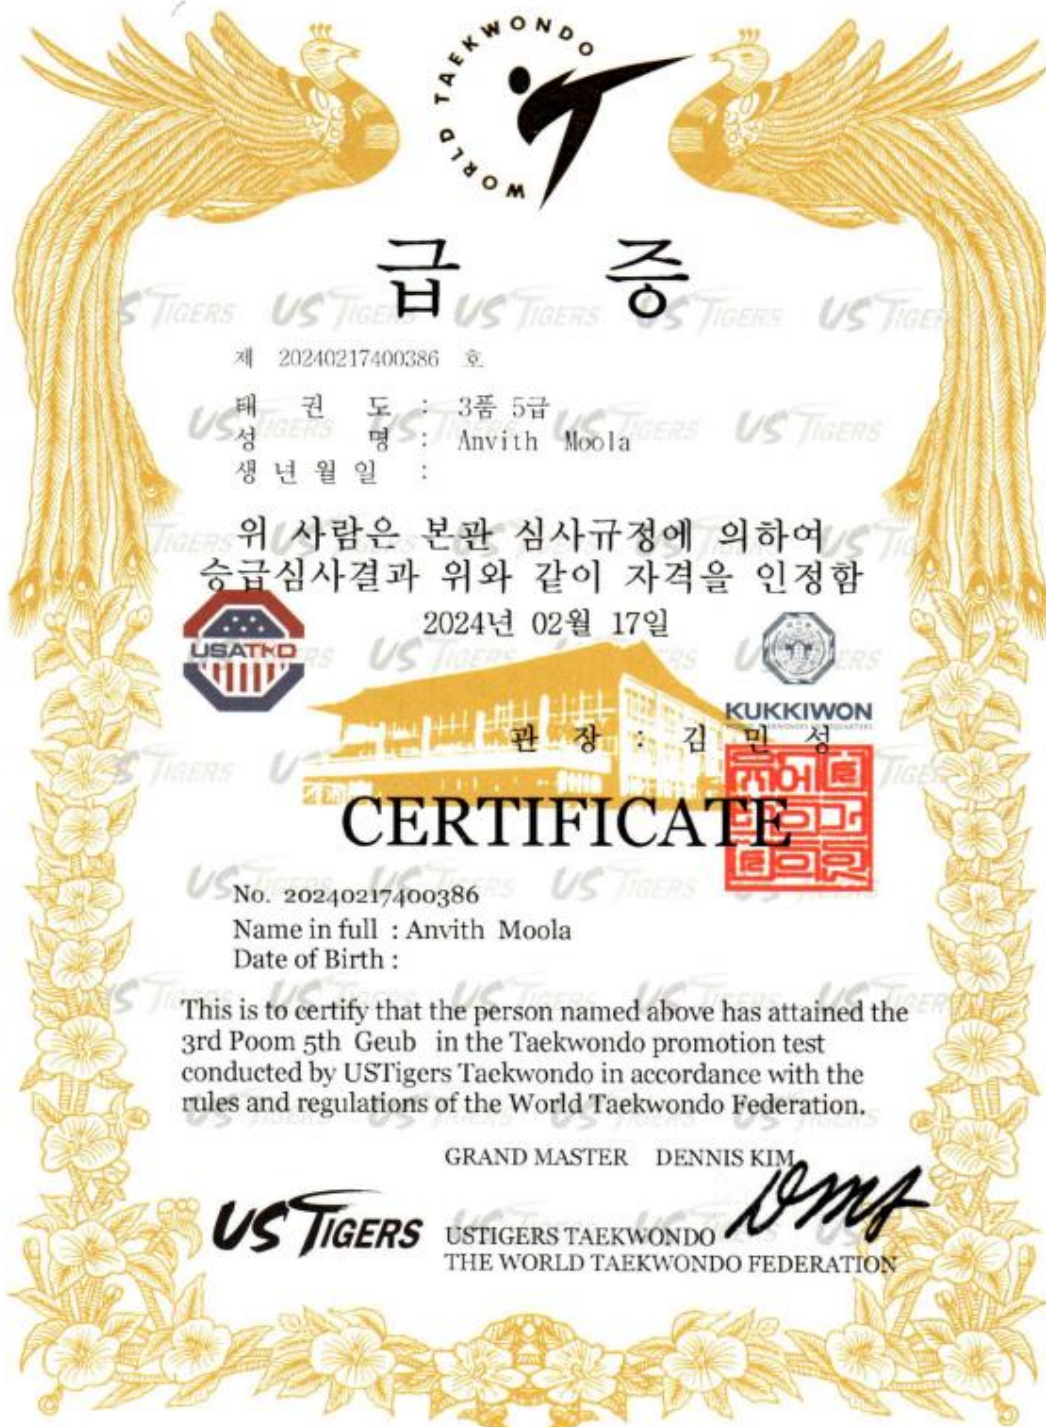 WORLD TAEKWONDO
급 증
제 20240217400386 호
태 권 도 : 3품 5급
성 명 : Anvith Moola
생 년 월 일 :
위 사람은 본관 심사규정에 의하여
승급심사결과 위와 같이 자격을 인정함
2024년 02월 17일
USATKD
KUKKIWON
관 장 : 김 민 성
CERTIFICATE
No. 20240217400386
Name in full : Anvith Moola
Date of Birth :
This is to certify that the person named above has attained the
3rd Poom 5th Geub in the Taekwondo promotion test
conducted by USTigers Taekwondo in accordance with the
rules and regulations of the World Taekwondo Federation.
GRAND MASTER DENNIS KIM
US TIGERS
USTIGERS TAEKWONDO
THE WORLD TAEKWONDO FEDERATION